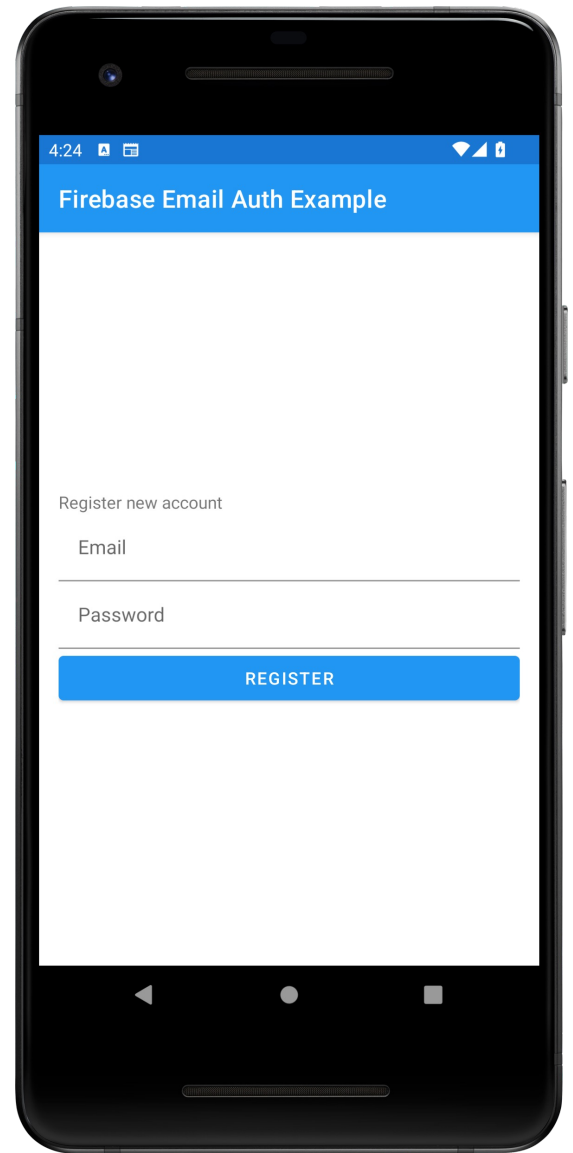 4:24
Firebase Email Auth Example
Register new account
Email
Password
REGISTER